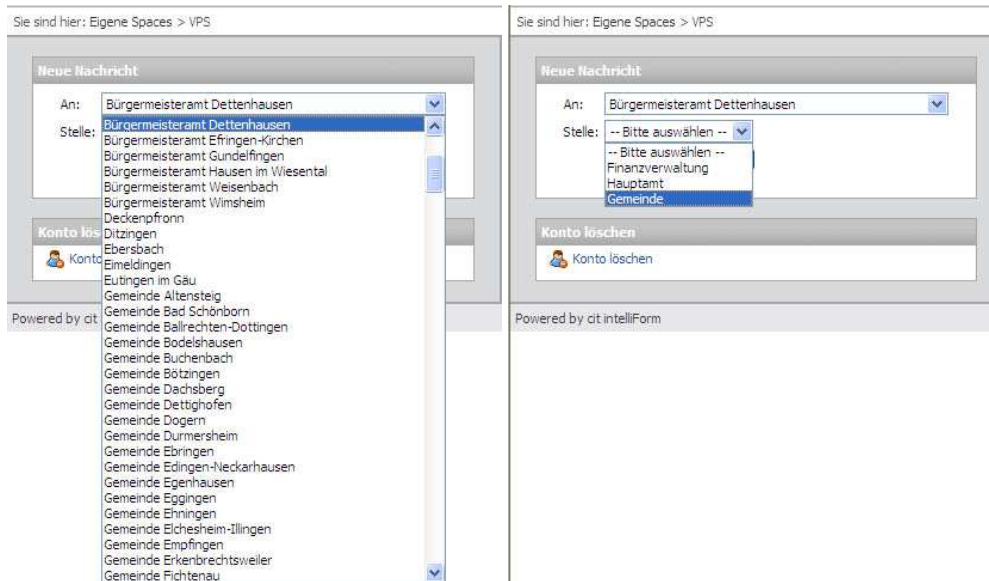 Sie sind hier: Eigene Spaces > VPS
Neue Nachricht
An: Bürgermeisteramt Dettenhausen
Stelle:
Bürgermeisteramt Dettenhausen
Bürgermeisteramt Efringen-Kirchen
Bürgermeisteramt Gundelfingen
Bürgermeisteramt Hausen im Wiesental
Bürgermeisteramt Weisenbach
Bürgermeisteramt Wimsheim
Deckenpfronn
Ditzingen
Ebersbach
Eimeldingen
Eutingen im Gäu
Gemeinde Altensteig
Gemeinde Bad Schönborn
Gemeinde Ballrechten-Dottingen
Gemeinde Bodelshausen
Gemeinde Buchenbach
Gemeinde Bötzingen
Gemeinde Dachsberg
Gemeinde Dettighofen
Gemeinde Dogern
Gemeinde Durmersheim
Gemeinde Ebringen
Gemeinde Edingen-Neckarhausen
Gemeinde Egenhausen
Gemeinde Eggingen
Gemeinde Ehningen
Gemeinde Elchesheim-Illingen
Gemeinde Empfingen
Gemeinde Erkenbrechtsweiler
Gemeinde Fichtenau
Konto lös
Konto
Powered by cit
Sie sind hier: Eigene Spaces > VPS
Neue Nachricht
An: Bürgermeisteramt Dettenhausen
Stelle: -- Bitte auswählen --
-- Bitte auswählen --
Finanzverwaltung
Hauptamt
Gemeinde
Konto löschen
Konto löschen
Powered by cit intelliForm